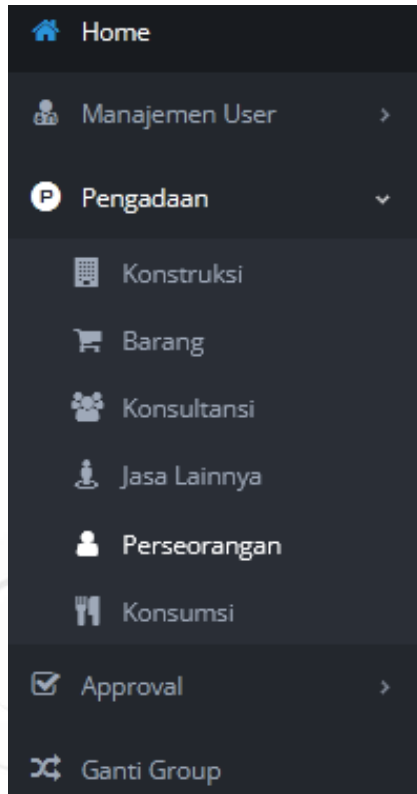 Home
Manajemen User
P Pengadaan
Konstruksi
Barang
Konsultansi
Jasa Lainnya
Perseorangan
Konsumsi
Approval
Ganti Group